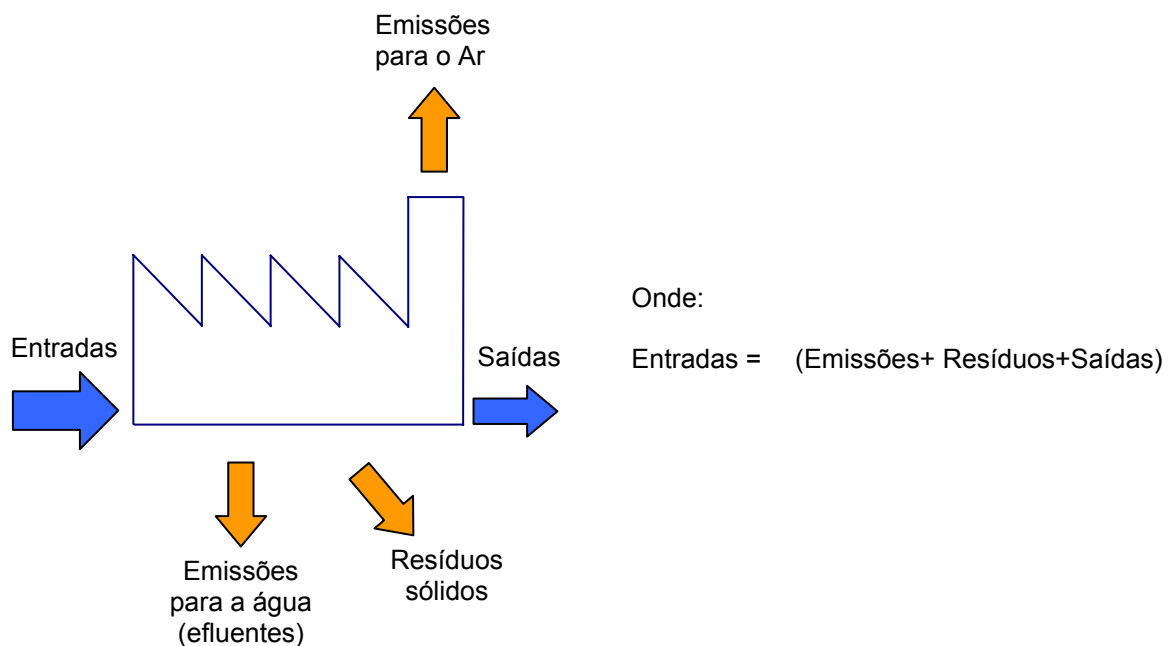 Emissões
para o Ar
Entradas
Saídas
Emissões
para a água
(efluentes)
Resíduos
sólidos
Onde:
Entradas = (Emissões+ Resíduos+Saídas)